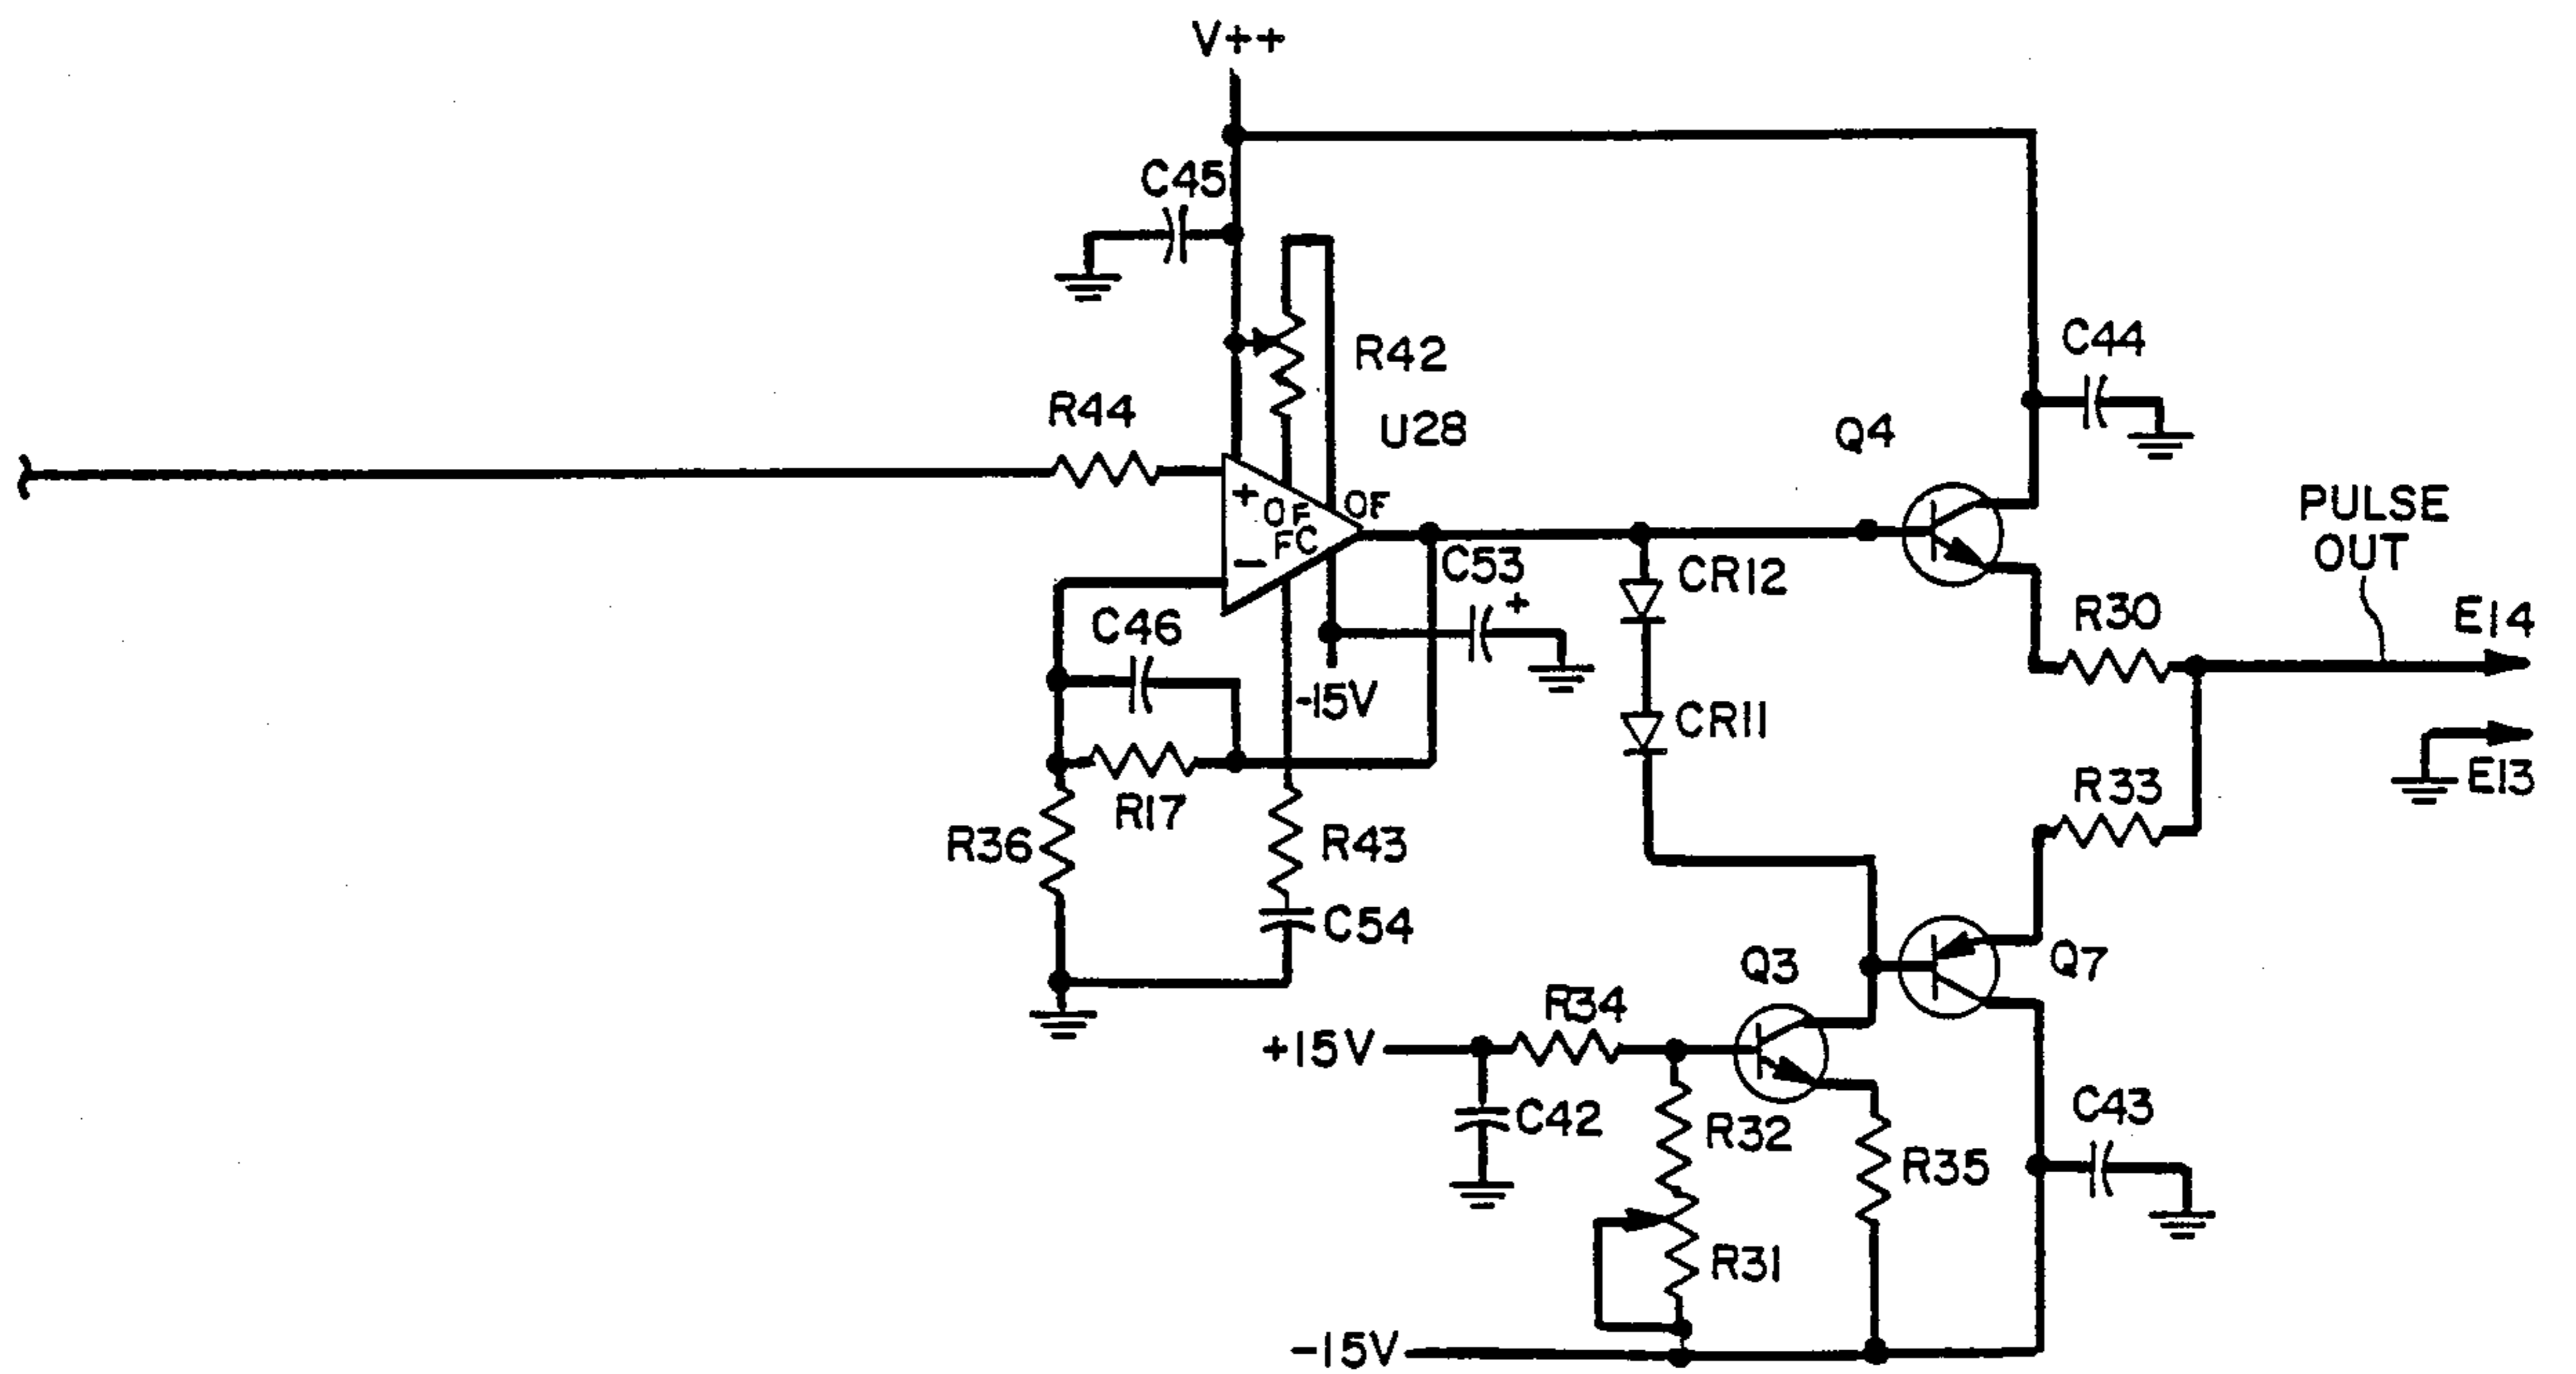 V++
C45
R42
C44
R44
U28
Q4
+
OF
OF
FC
-
PULSE
OUT
C53
+
CR12
C46
R30
E14
-15V
CR11
E13
R17
R33
R36
R43
C54
Q3
Q7
R34
+15V
C42
R32
C43
R35
R31
-15V